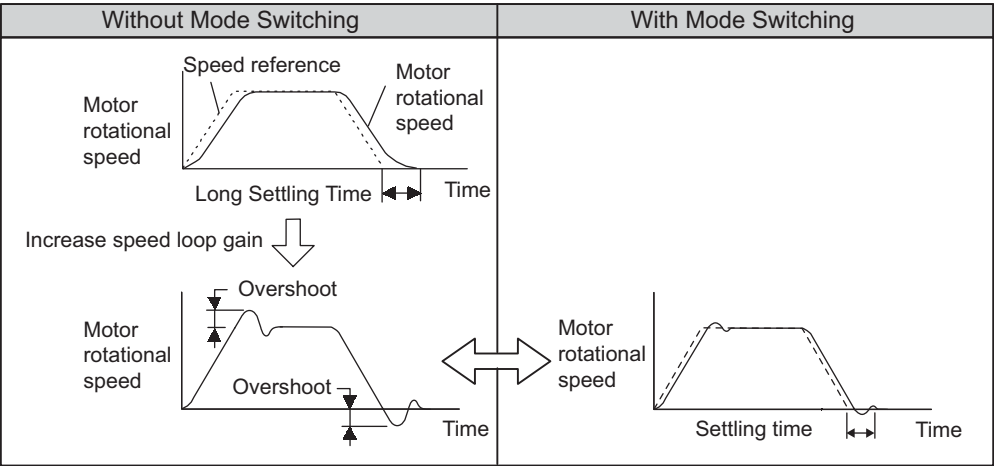 Without Mode Switching
With Mode Switching
Speed reference
Motor
rotational
speed
Motor
rotational
speed
Long Settling Time
Time
Increase speed loop gain
Overshoot
Motor
rotational
speed
Overshoot
Time
Motor
rotational
speed
Settling time
Time